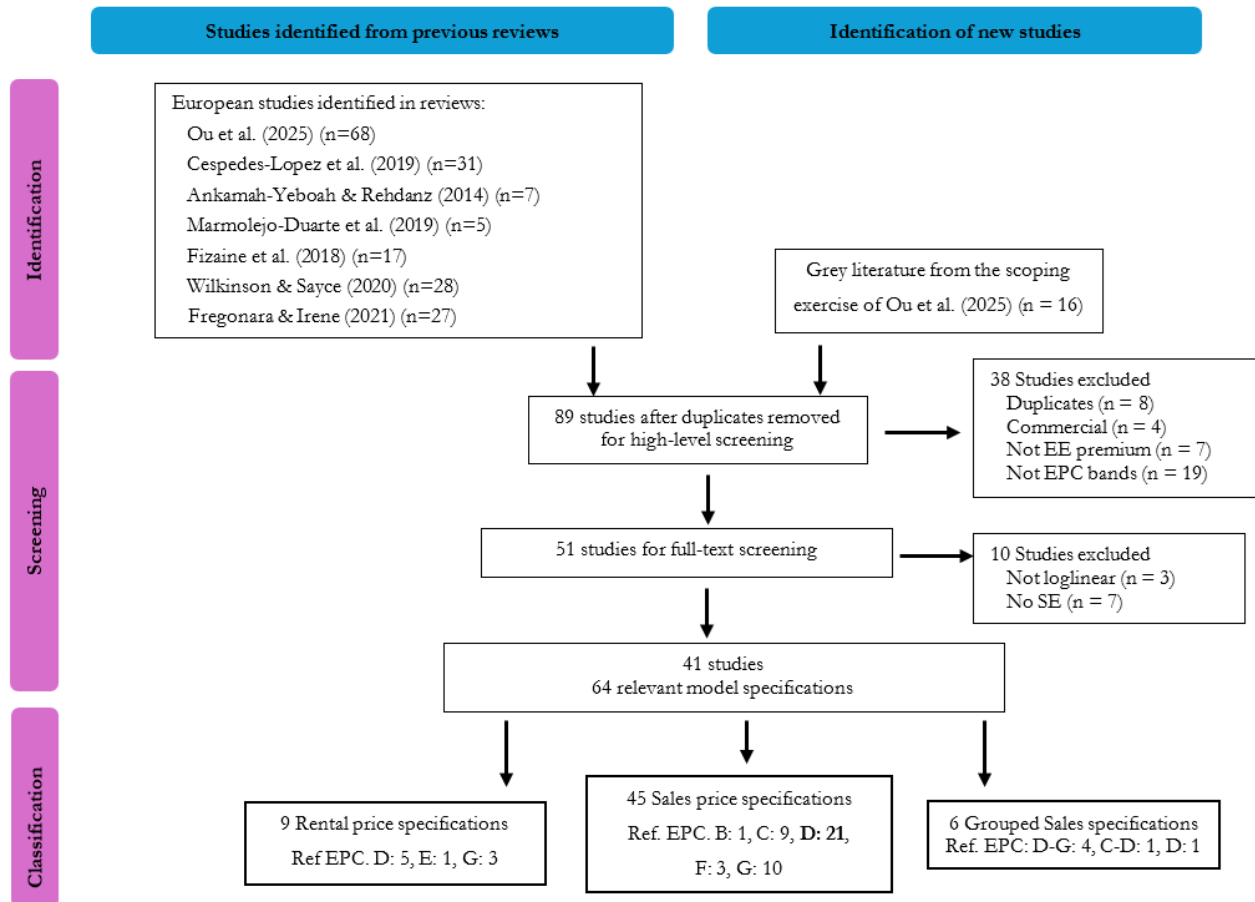 Studies identified from previous reviews
Identification of new studies
Identification
European studies identified in reviews:
Ou et al. (2025) (n=68)
Cespedes-Lopez et al. (2019) (n=31)
Ankamah-Yeboah & Rehdanz (2014) (n=7)
Marmolejo-Duarte et al. (2019) (n=5)
Fizaine et al. (2018) (n=17)
Wilkinson & Sayce (2020) (n=28)
Fregonara & Irene (2021) (n=27)
Grey literature from the scoping
exercise of Ou et al. (2025) (n = 16)
Screening
89 studies after duplicates removed
for high-level screening
38 Studies excluded
Duplicates (n = 8)
Commercial (n = 4)
Not EE premium (n = 7)
Not EPC bands (n = 19)
51 studies for full-text screening
10 Studies excluded
Not loglinear (n = 3)
No SE (n = 7)
41 studies
64 relevant model specifications
Classification
9 Rental price specifications
Ref EPC. D: 5, E: 1, G: 3
45 Sales price specifications
Ref. EPC. B: 1, C: 9, D: 21,
F: 3, G: 10
6 Grouped Sales specifications
Ref. EPC: D-G: 4, C-D: 1, D: 1